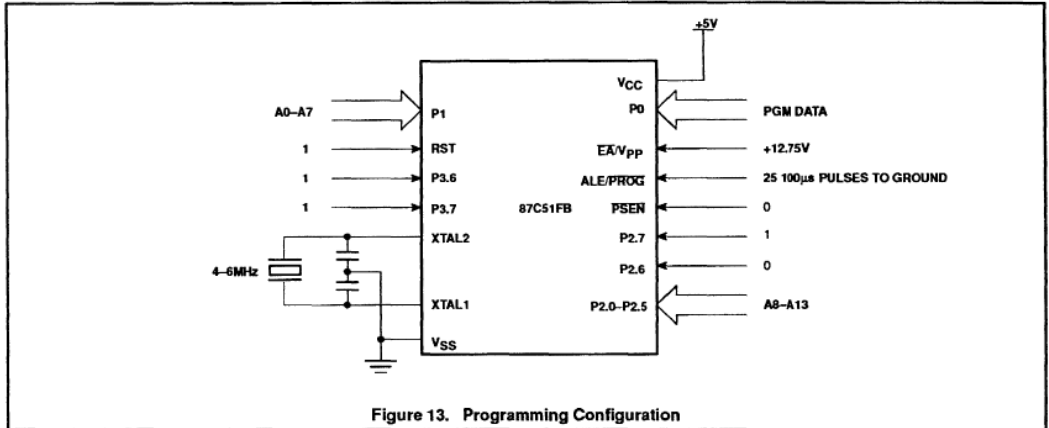 +5V
VCC
A0–A7
P1
P0
PGM DATA
1
RST
EA/VPP
+12.75V
1
P3.6
ALE/PROG
25 100µs PULSES TO GROUND
1
P3.7
87C51FB
PSEN
0
XTAL2
P2.7
1
4–6MHz
P2.6
0
XTAL1
P2.0–P2.5
A8–A13
VSS
Figure 13. Programming Configuration